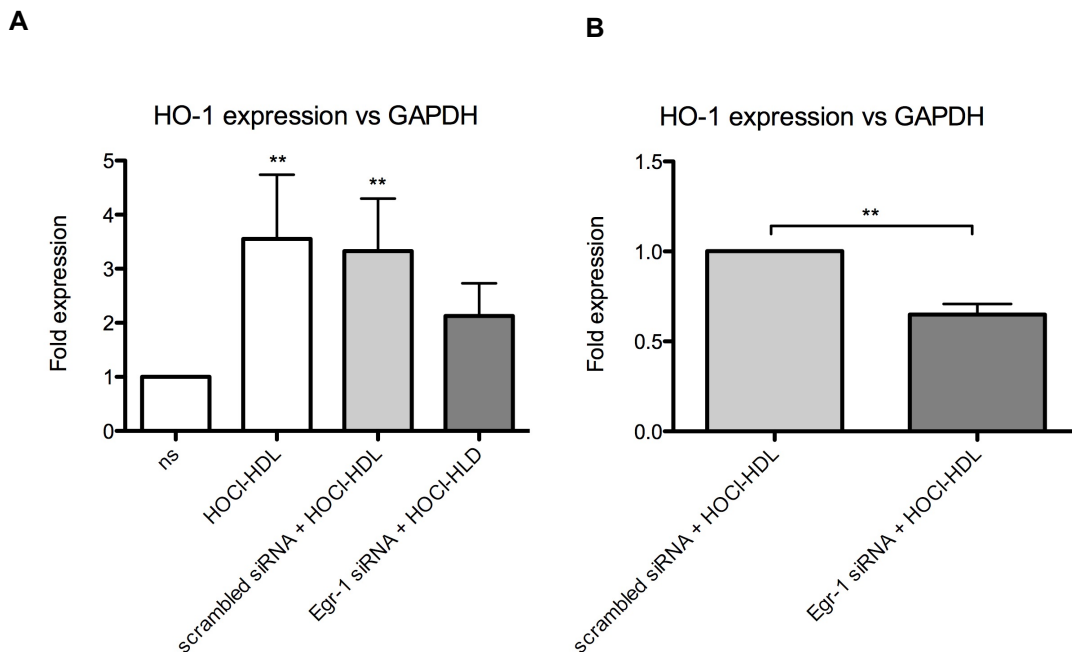 A
HO-1 expression vs GAPDH
Fold expression
5
4
3
2
1
0
**
**
ns
HOCl-HDL
scrambled siRNA + HOCl-HDL
Egr-1 siRNA + HOCl-HLD
B
HO-1 expression vs GAPDH
Fold expression
1.5
1.0
0.5
0.0
**
scrambled siRNA + HOCl-HDL
Egr-1 siRNA + HOCl-HDL